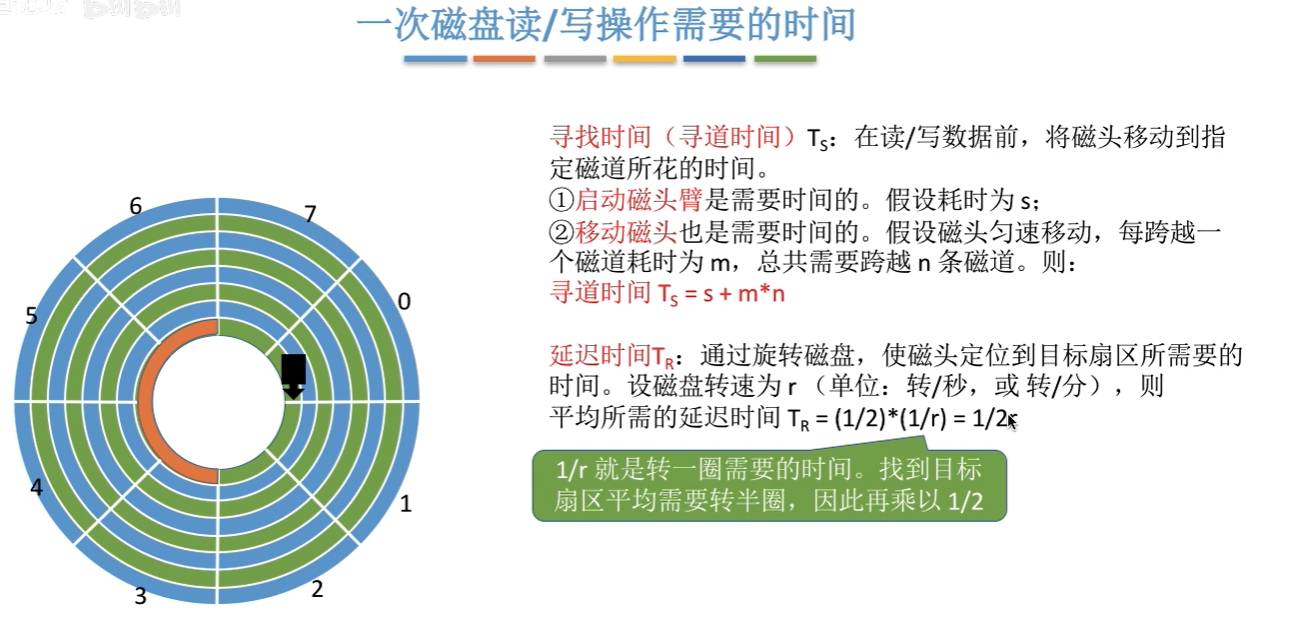 一次磁盘读/写操作需要的时间
寻找时间（寻道时间）TS：在读/写数据前，将磁头移动到指
定磁道所花的时间。
①启动磁头臂是需要时间的。假设耗时为 s；
②移动磁头也是需要时间的。假设磁头匀速移动，每跨越一
个磁道耗时为 m，总共需要跨越 n 条磁道。则：
寻道时间 TS = s + m*n
延迟时间TR：通过旋转磁盘，使磁头定位到目标扇区所需要的
时间。设磁盘转速为 r （单位：转/秒，或 转/分），则
平均所需的延迟时间 TR = (1/2)*(1/r) = 1/2r
1/r 就是转一圈需要的时间。找到目标
扇区平均需要转半圈，因此再乘以 1/2
6
7
5
0
4
1
3
2